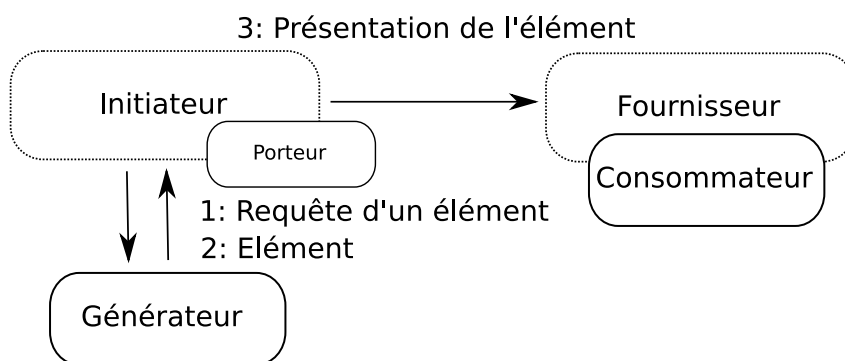 3: Présentation de l'élément
Initiateur
Fournisseur
Porteur
Consommateur
1: Requête d'un élément
2: Elément
Générateur